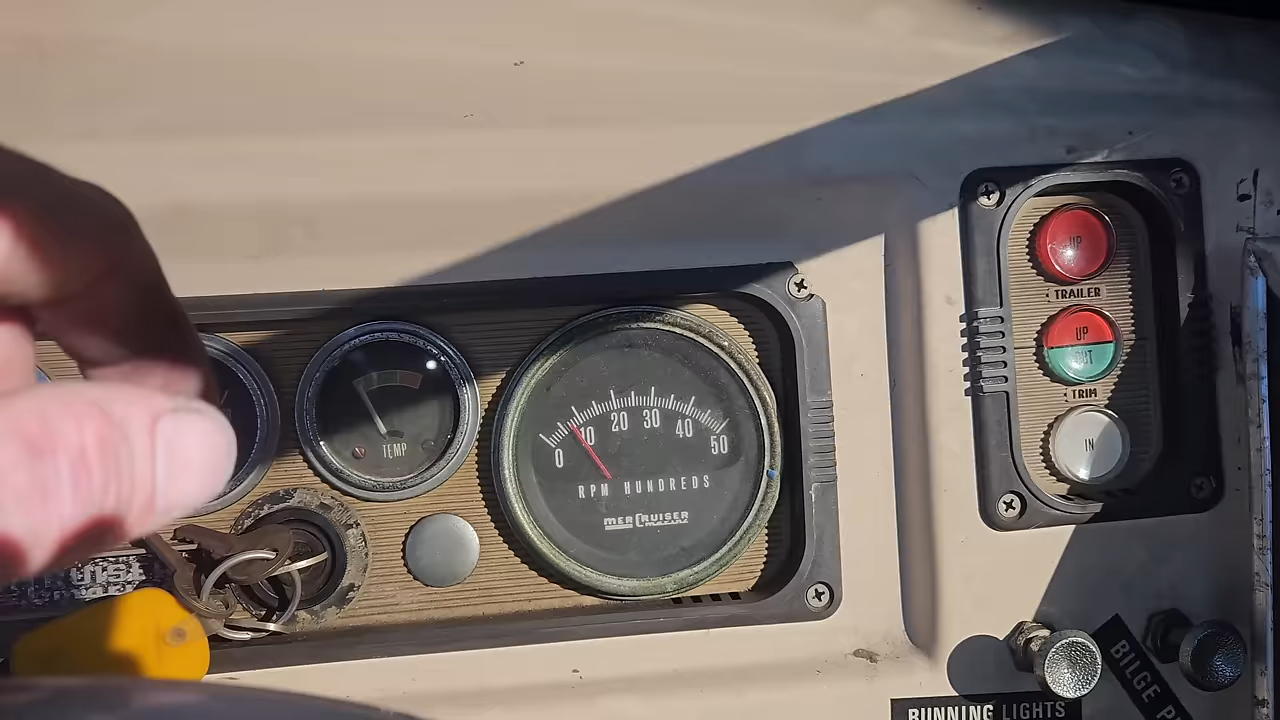 TEMP
0 10 20 30 40 50
RPM HUNDREDS
MERCRUISER
UP
TRAILER
UP
OUT
TRIM
IN
RUNNING LIGHTS
BILGE